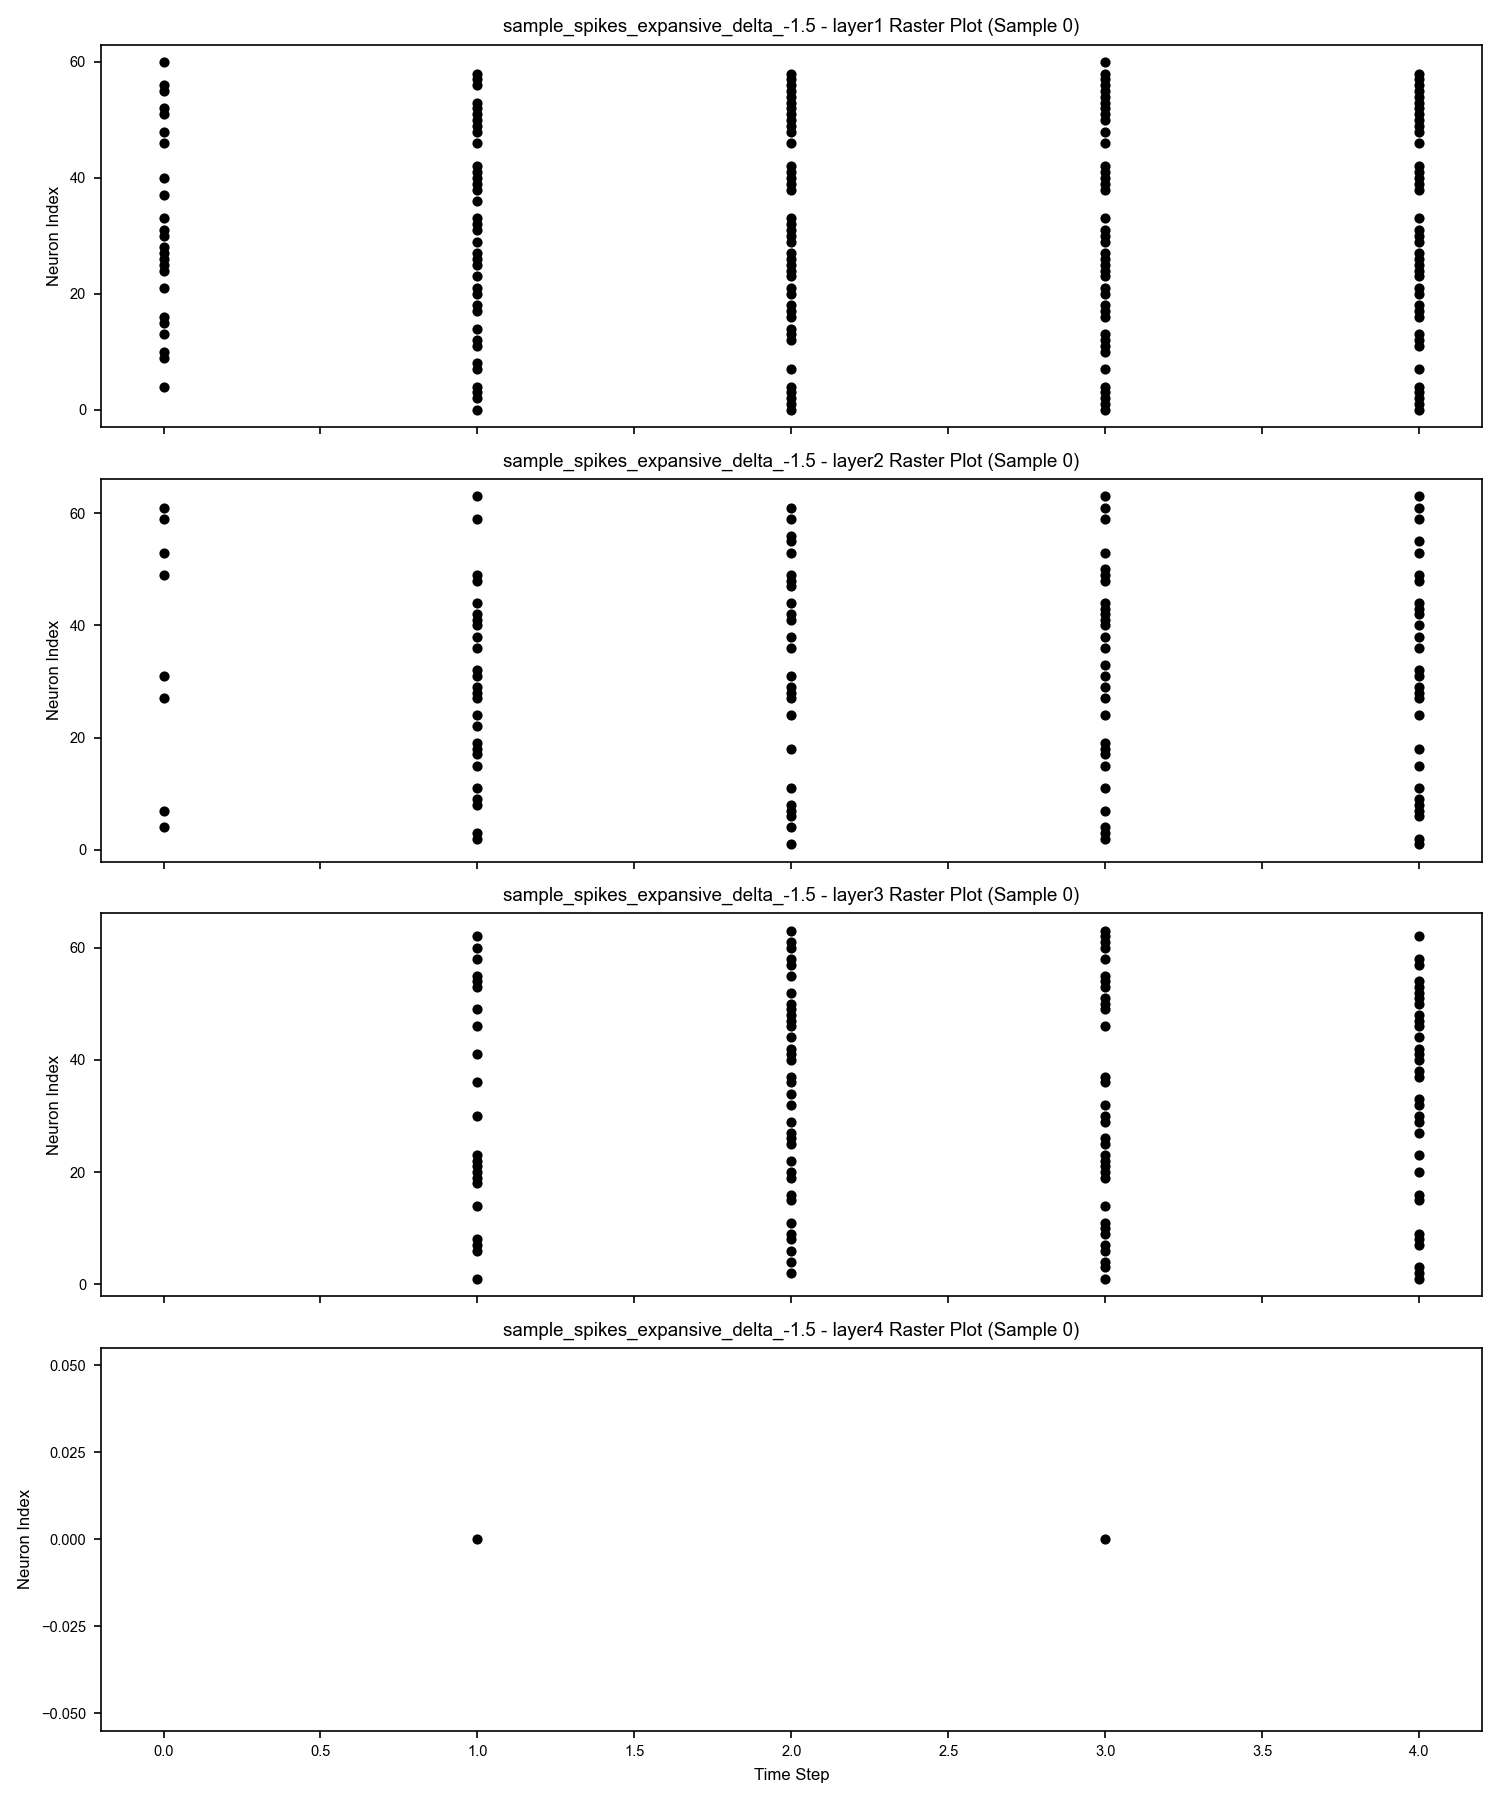 sample_spikes_expansive_delta_-1.5 - layer1 Raster Plot (Sample 0)
60
40
20
0
Neuron Index
sample_spikes_expansive_delta_-1.5 - layer2 Raster Plot (Sample 0)
60
40
20
0
Neuron Index
sample_spikes_expansive_delta_-1.5 - layer3 Raster Plot (Sample 0)
60
40
20
0
Neuron Index
sample_spikes_expansive_delta_-1.5 - layer4 Raster Plot (Sample 0)
0.050
0.025
0.000
−0.025
−0.050
Neuron Index
0.0 0.5 1.0 1.5 2.0 2.5 3.0 3.5 4.0
Time Step